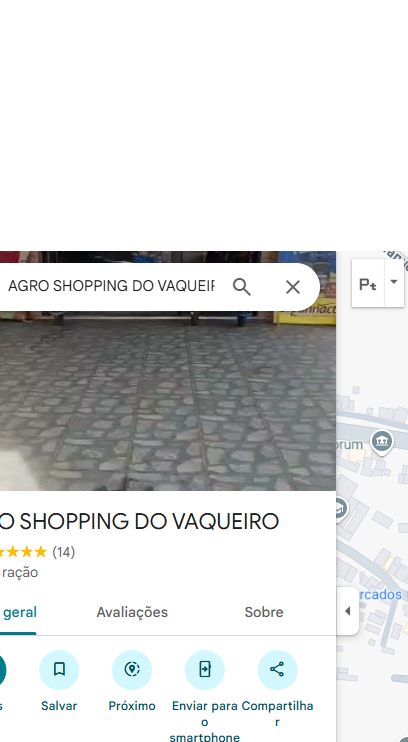 AGRO SHOPPING DO VAQUEIR
Pt
órum
O SHOPPING DO VAQUEIRO
(14)
ração
geral
Avaliações
Sobre
rcados
s
Salvar
Próximo
Enviar para o smartphone
Compartilhar